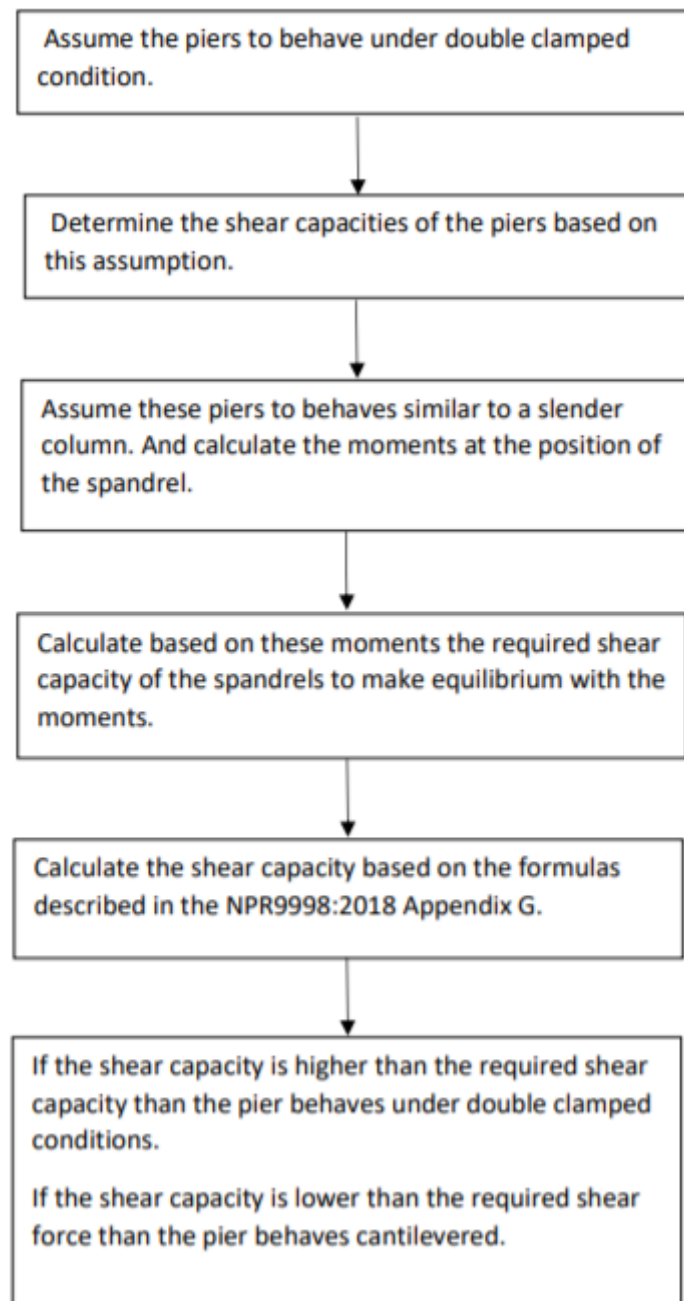 Assume the piers to behave under double clamped
condition.
Determine the shear capacities of the piers based on
this assumption.
Assume these piers to behaves similar to a slender
column. And calculate the moments at the position of
the spandrel.
Calculate based on these moments the required shear
capacity of the spandrels to make equilibrium with the
moments.
Calculate the shear capacity based on the formulas
described in the NPR9998:2018 Appendix G.
If the shear capacity is higher than the required shear
capacity than the pier behaves under double clamped
conditions.
If the shear capacity is lower than the required shear
force than the pier behaves cantilevered.